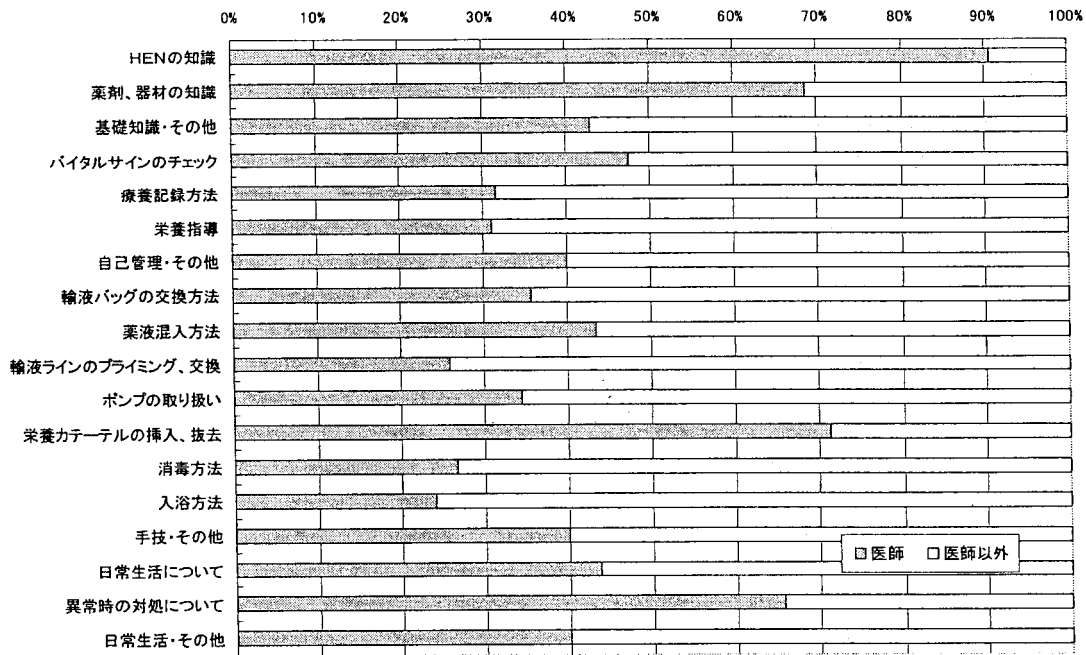 0% 10% 20% 30% 40% 50% 60% 70% 80% 90% 100%
HENの知識
薬剤、器材の知識
基礎知識・その他
バイタルサインのチェック
療養記録方法
栄養指導
自己管理・その他
輸液バッグの交換方法
薬液混入方法
輸液ラインのプライミング、交換
ポンプの取り扱い
栄養カテーテルの挿入、抜去
消毒方法
入浴方法
手技・その他
医師 医師以外
日常生活について
異常時の対処について
日常生活・その他